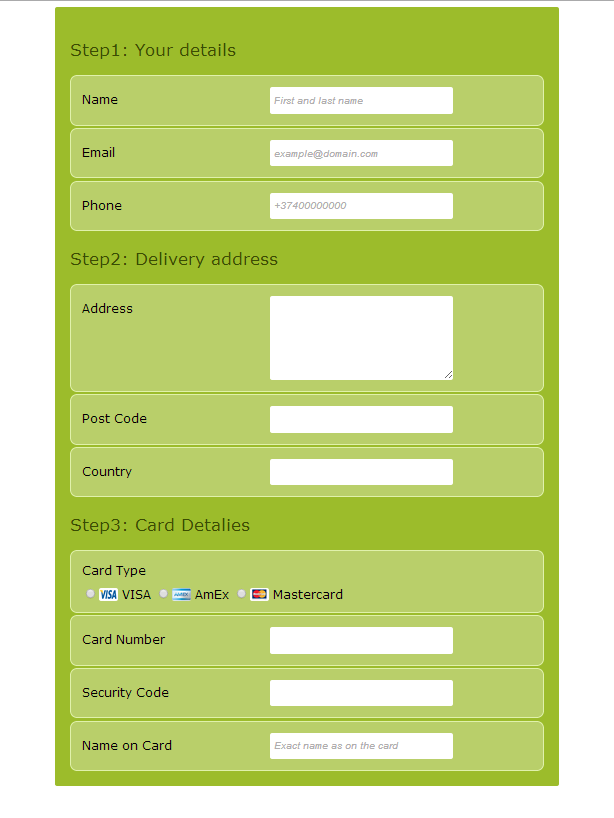 Step1: Your details
Name First and last name
Email example@domain.com
Phone +37400000000
Step2: Delivery address
Address
Post Code
Country
Step3: Card Detalies
Card Type
VISA VISA AMEX AmEx Mastercard
Card Number
Security Code
Name on Card Exact name as on the card